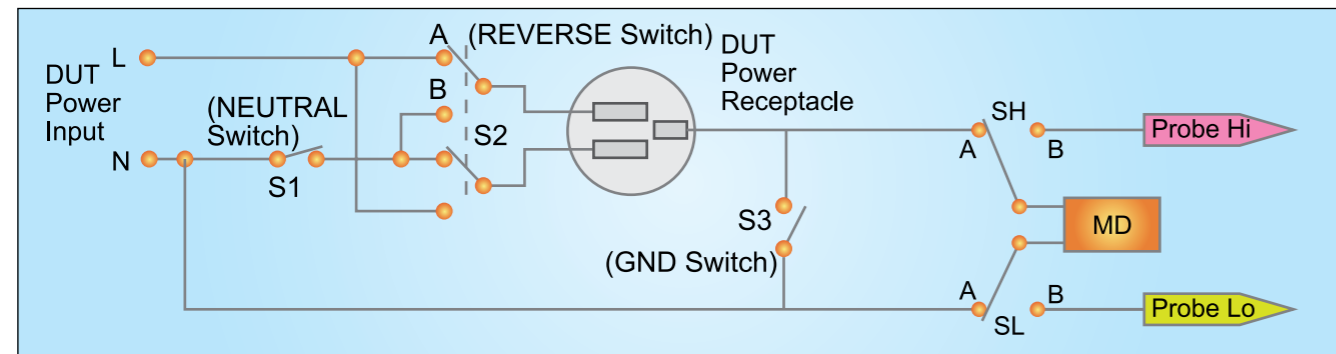 DUT
Power
Input
L
N
(NEUTRAL
Switch)
S1
A
(REVERSE Switch)
B
S2
DUT
Power
Receptacle
S3
(GND Switch)
SH
A
B
Probe Hi
MD
A
B
SL
Probe Lo